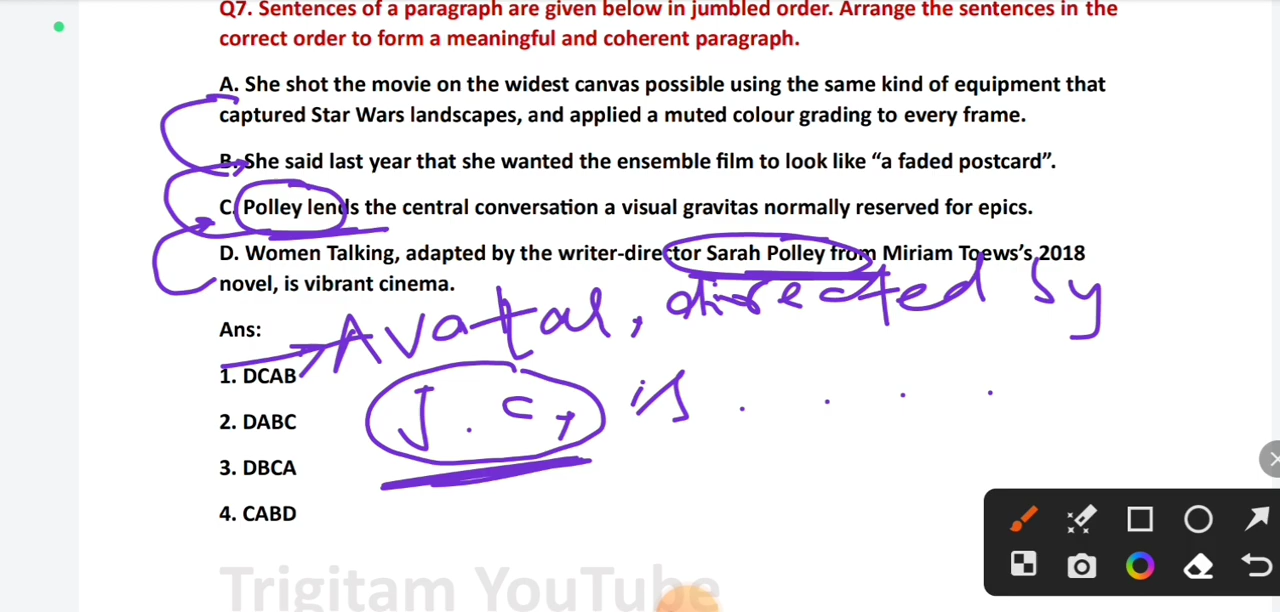 Q7. Sentences of a paragraph are given below in jumbled order. Arrange the sentences in the
correct order to form a meaningful and coherent paragraph.
A. She shot the movie on the widest canvas possible using the same kind of equipment that
captured Star Wars landscapes, and applied a muted colour grading to every frame.
B. She said last year that she wanted the ensemble film to look like “a faded postcard”.
C. Polley lends the central conversation a visual gravitas normally reserved for epics.
D. Women Talking, adapted by the writer-director Sarah Polley from Miriam Toews’s 2018
novel, is vibrant cinema.
Avatar, directed by
Ans:
1. DCAB
J.C, is . . . .
2. DABC
3. DBCA
4. CABD
Trigitam YouTube